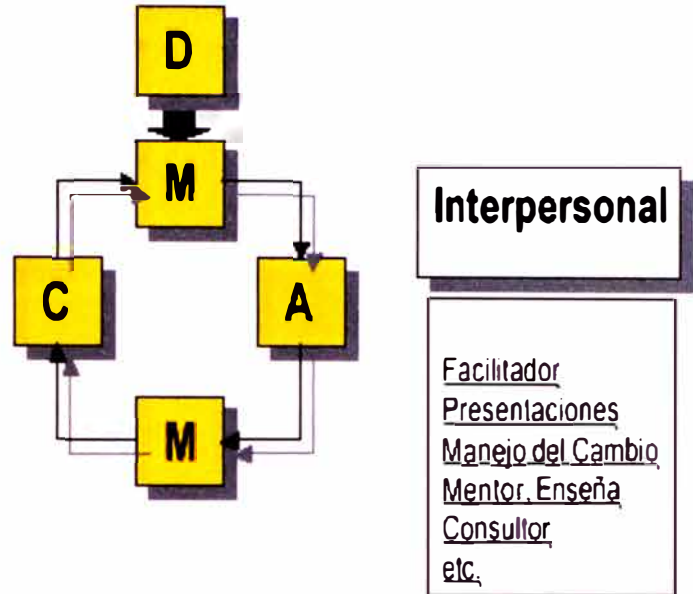 D
M
C
A
M
Interpersonal
Facilitador
Presentaciones
Manejo del Cambio
Mentor, Enseña
Consultor
etc.